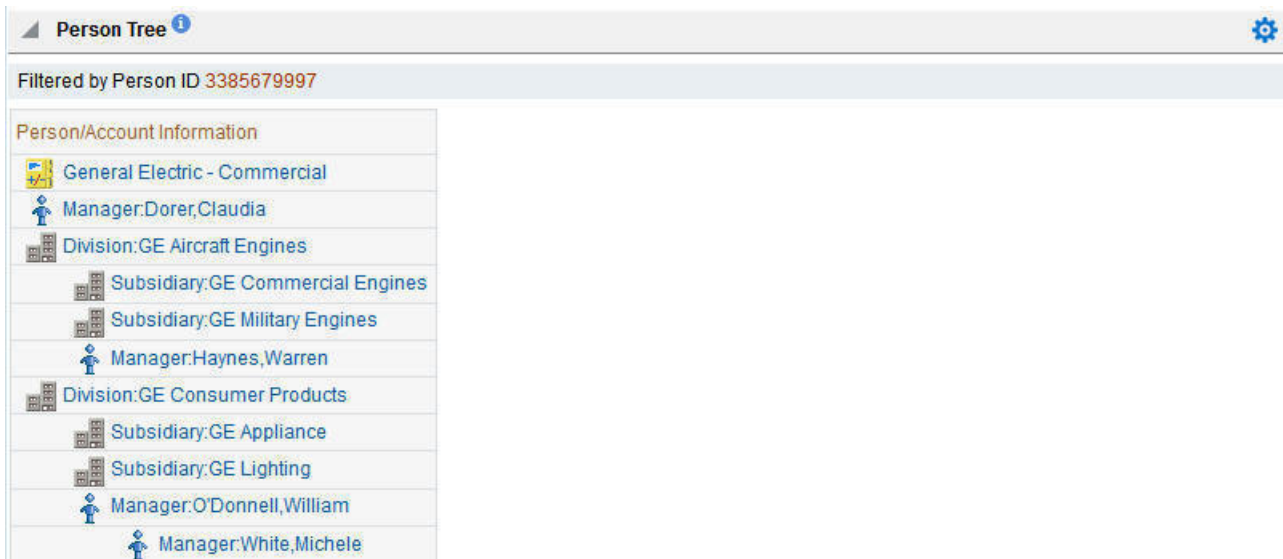 Person Tree
Filtered by Person ID 3385679997
Person/Account Information
General Electric - Commercial
Manager:Dorer,Claudia
Division:GE Aircraft Engines
Subsidiary:GE Commercial Engines
Subsidiary:GE Military Engines
Manager:Haynes,Warren
Division:GE Consumer Products
Subsidiary:GE Appliance
Subsidiary:GE Lighting
Manager:O'Donnell,William
Manager:White,Michele